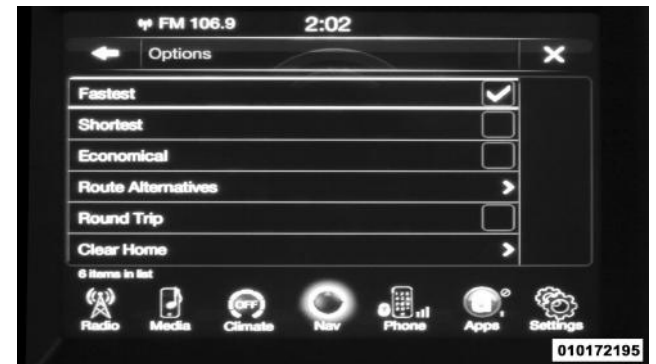 FM 106.9 2:02
Options
Fastest
Shortest
Economical
Route Alternatives
Round Trip
Clear Home
6 items in list
OFF
Radio Media Climate Nav Phone Apps Settings
010172195